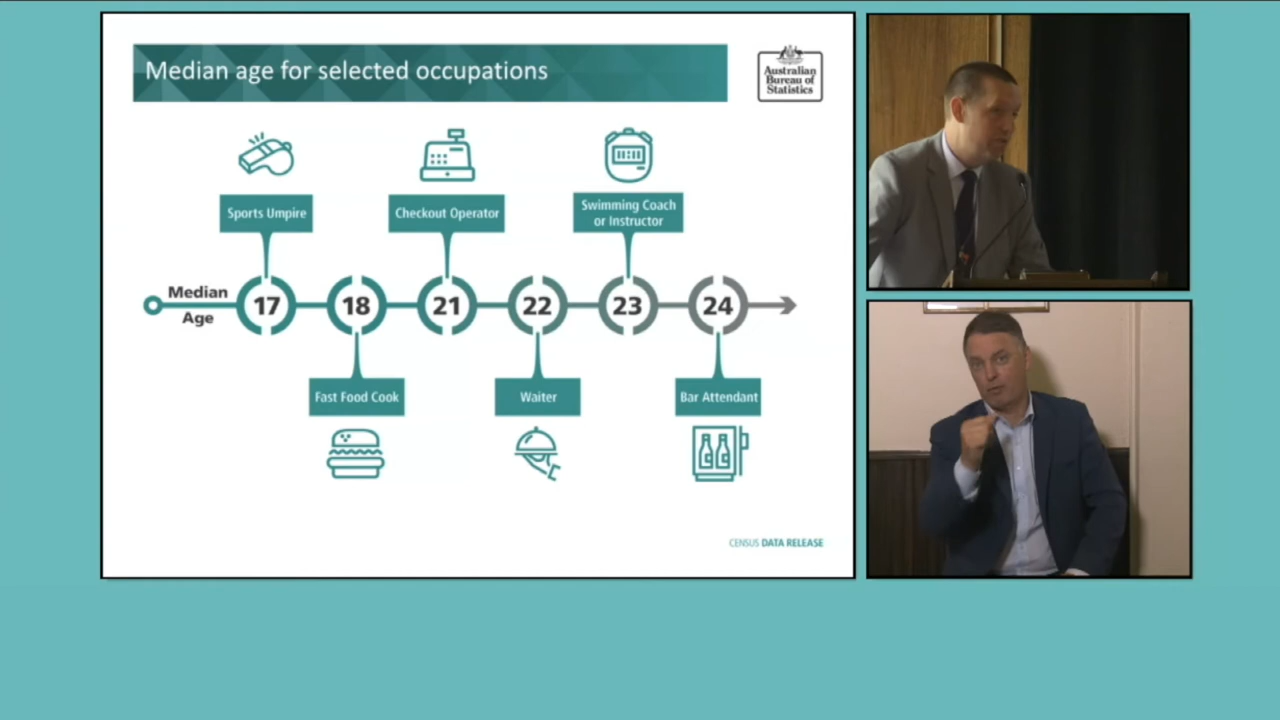 Median age for selected occupations
Australian
Bureau of
Statistics
Sports Umpire
Checkout Operator
Swimming Coach
or Instructor
Median
Age
17
18
21
22
23
24
Fast Food Cook
Waiter
Bar Attendant
CENSUS DATA RELEASE